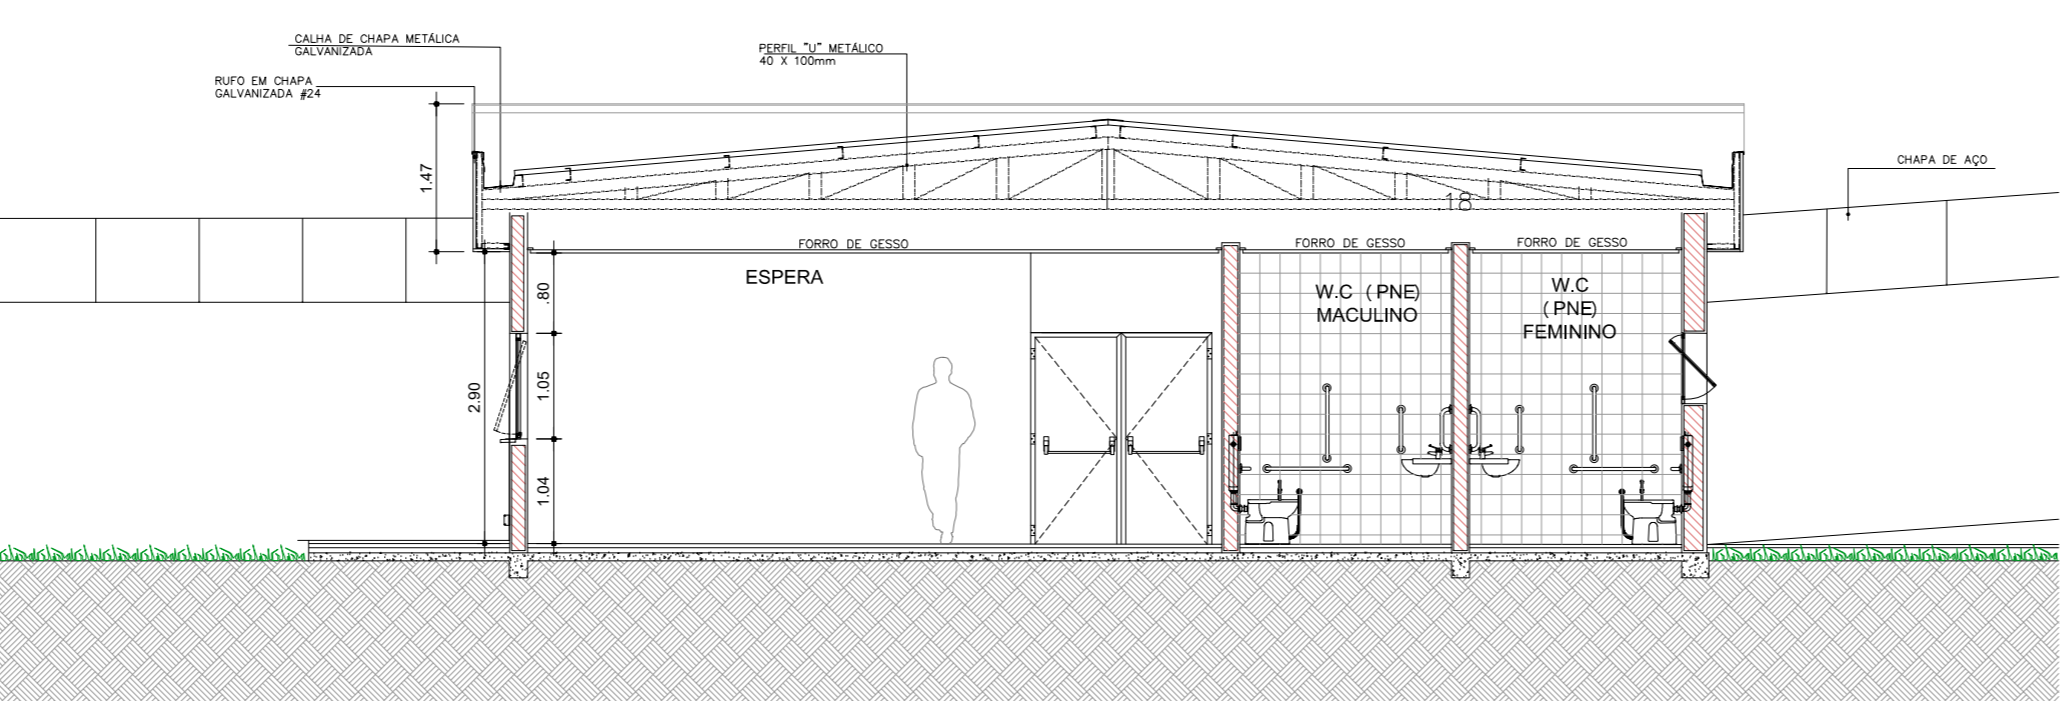 CALHA DE CHAPA METÁLICA
GALVANIZADA
RUFO EM CHAPA
GALVANIZADA #24
PERFIL "U" METÁLICO
40 X 100mm
CHAPA DE AÇO
1.47
.18
FORRO DE GESSO
FORRO DE GESSO
FORRO DE GESSO
ESPERA
W.C (PNE)
MACULINO
W.C
(PNE)
FEMININO
.80
2.90
1.05
1.04